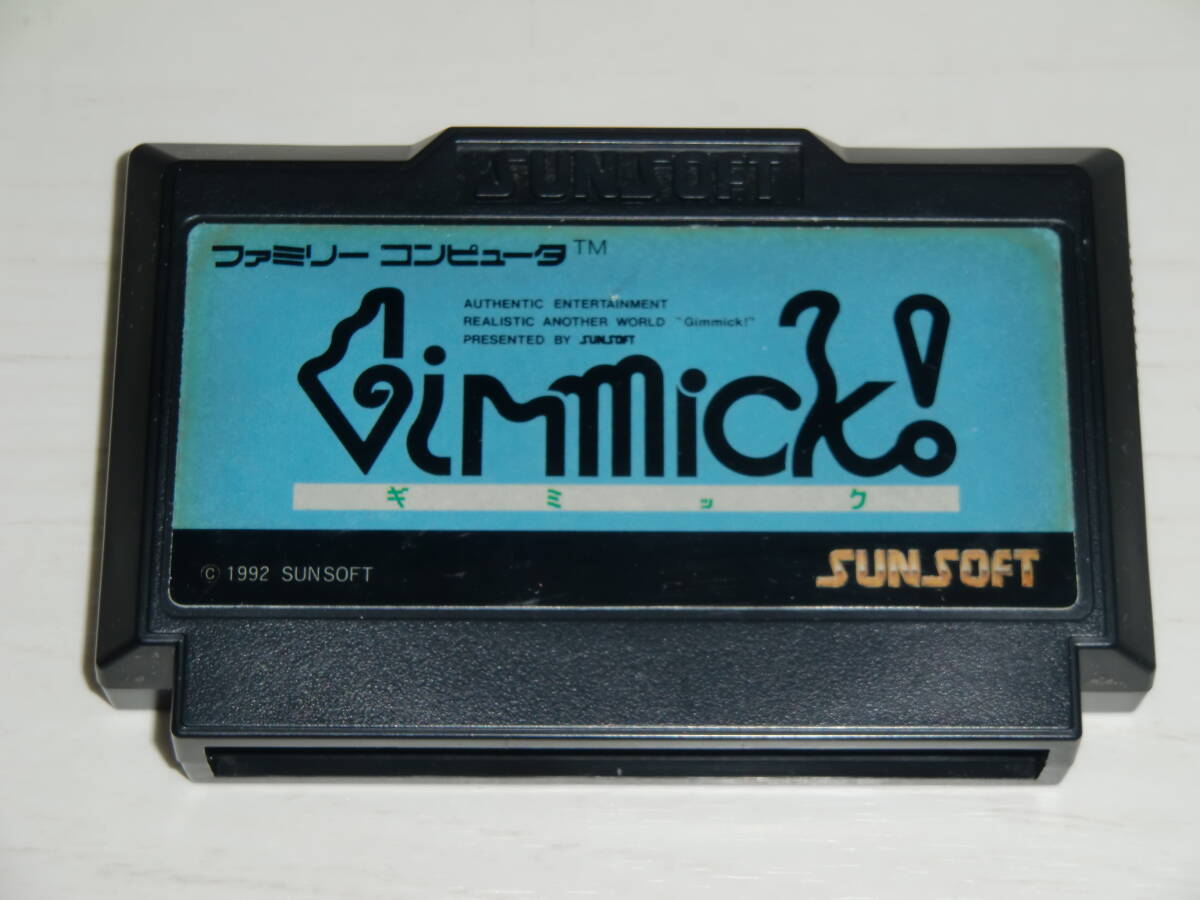 SUNSOFT
ファミリー コンピュータ™
AUTHENTIC ENTERTAINMENT
REALISTIC ANOTHER WORLD "Gimmick!"
PRESENTED BY SUNSOFT
Gimmick!
ギミック
© 1992 SUNSOFT
SUNSOFT